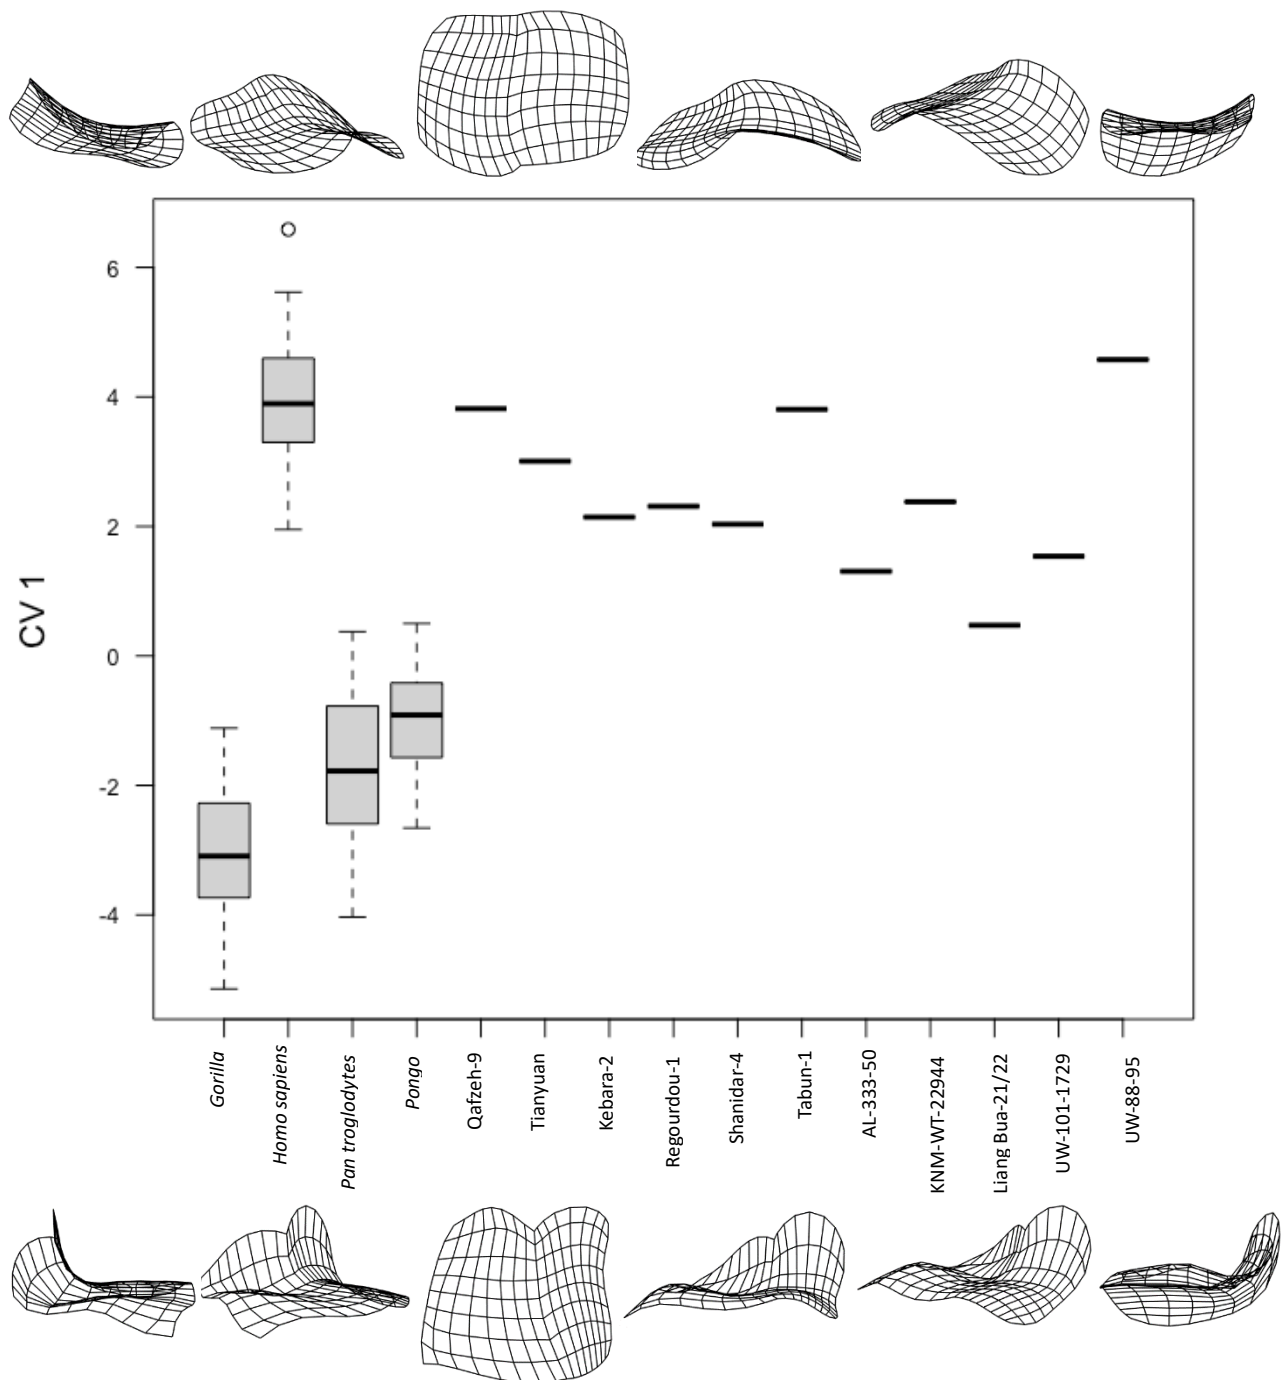 6
4
2
0
-2
-4
CV 1
Gorilla
Homo sapiens
Pan troglodytes
Pongo
Qafzeh-9
Tianyuan
Kebara-2
Regourdou-1
Shanidar-4
Tabun-1
AL-333-50
KNM-WT-22944
Liang Bua-21/22
UW-101-1729
UW-88-95